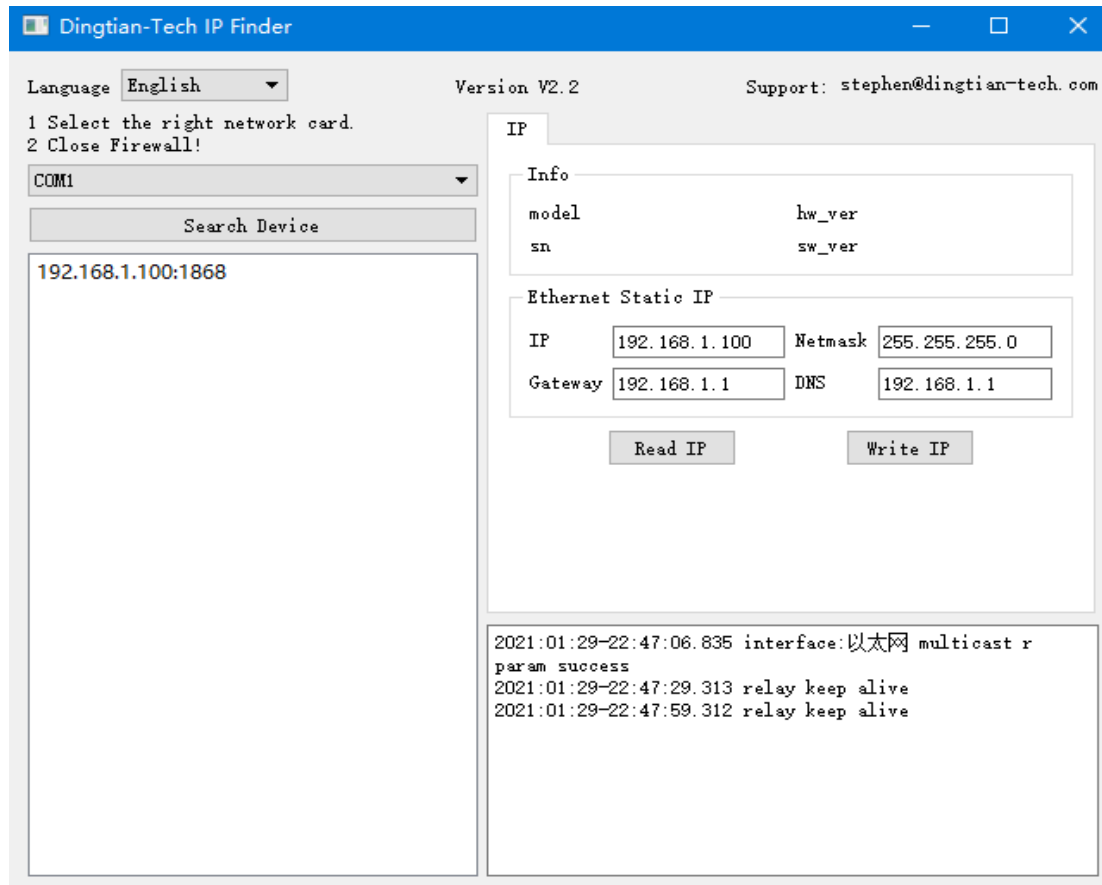 Dingtian-Tech IP Finder
Language English Version V2.2 Support: stephen@dingtian-tech.com
1 Select the right network card.
2 Close Firewall!
COM1
Search Device
192.168.1.100:1868
IP
Info
model hw_ver
sn sw_ver
Ethernet Static IP
IP 192.168.1.100 Netmask 255.255.255.0
Gateway 192.168.1.1 DNS 192.168.1.1
Read IP Write IP
2021:01:29-22:47:06.835 interface:以太网 multicast r
param success
2021:01:29-22:47:29.313 relay keep alive
2021:01:29-22:47:59.312 relay keep alive